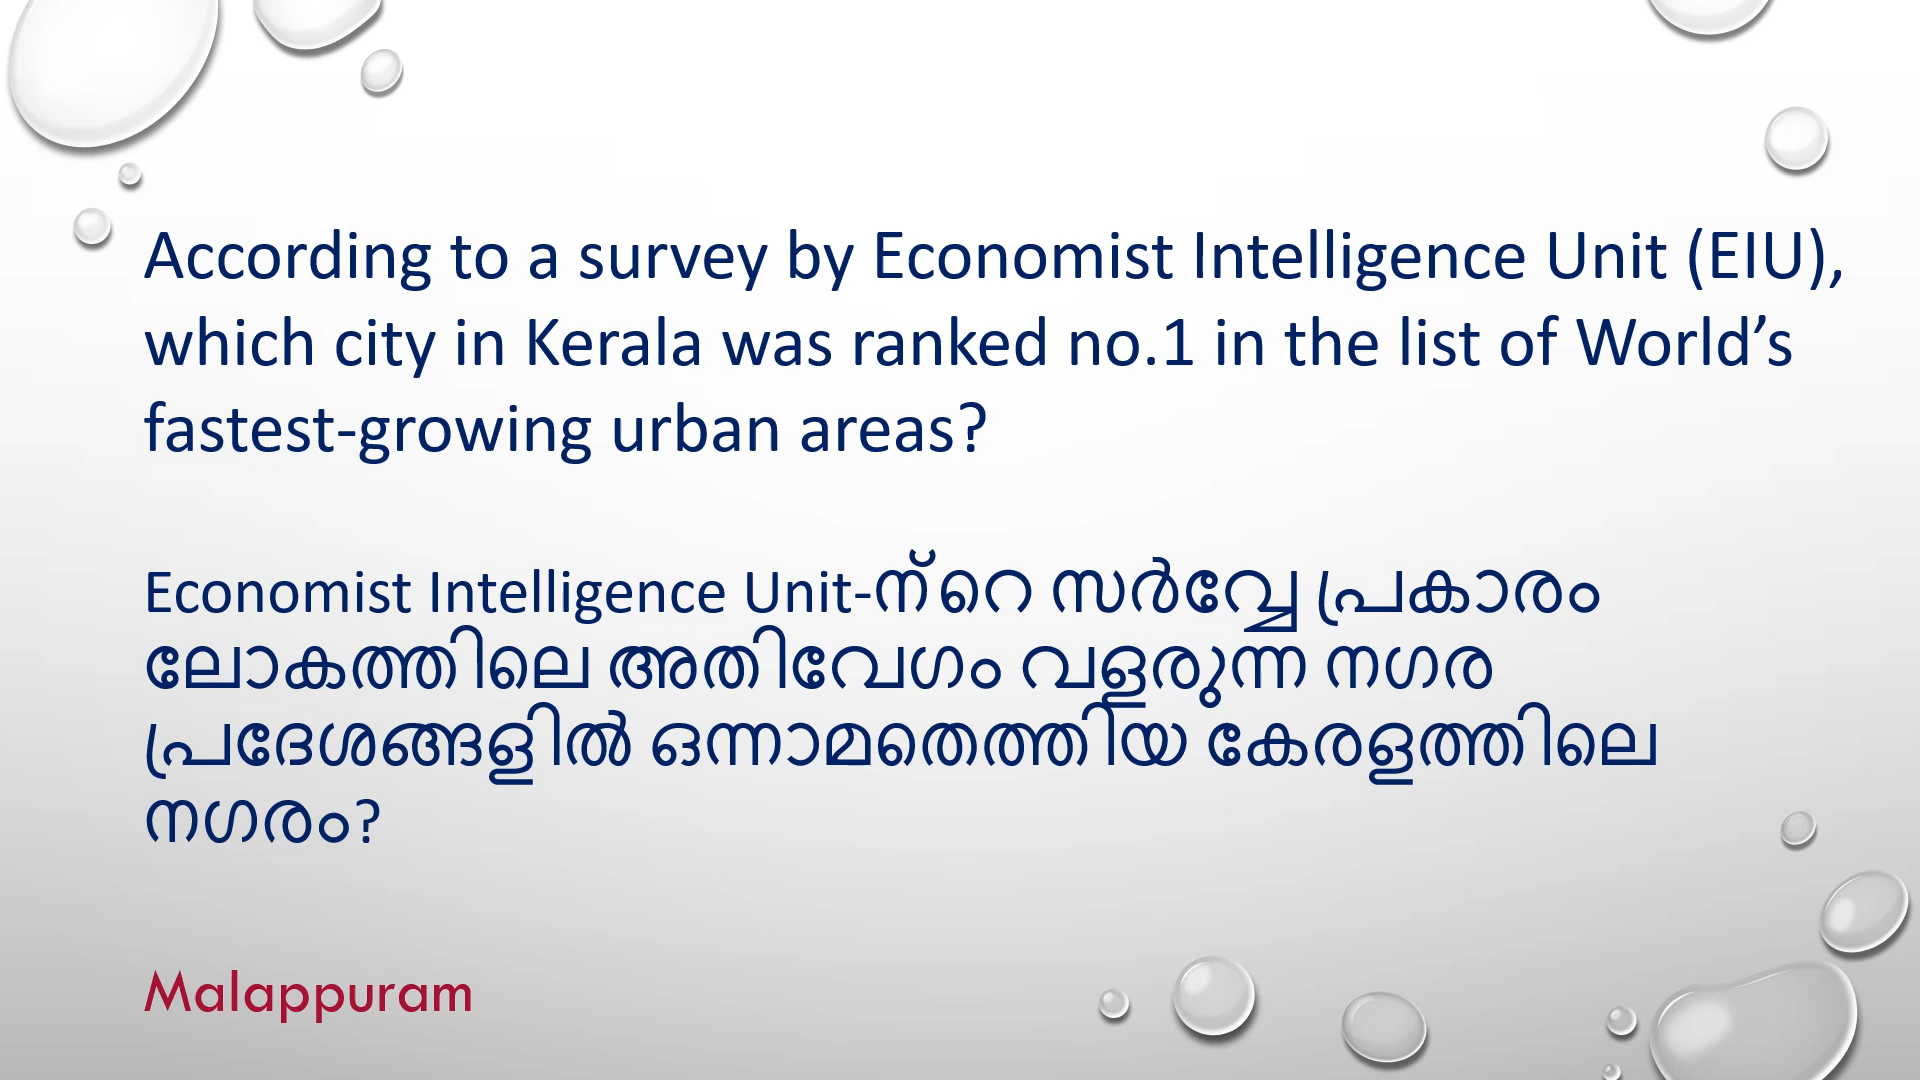 According to a survey by Economist Intelligence Unit (EIU),
which city in Kerala was ranked no.1 in the list of World’s
fastest-growing urban areas?
Economist Intelligence Unit-ന്റെ സർവ്വേ പ്രകാരം
ലോകത്തിലെ അതിവേഗം വളരുന്ന നഗര
പ്രദേശങ്ങളിൽ ഒന്നാമതെത്തിയ കേരളത്തിലെ
നഗരം?
Malappuram